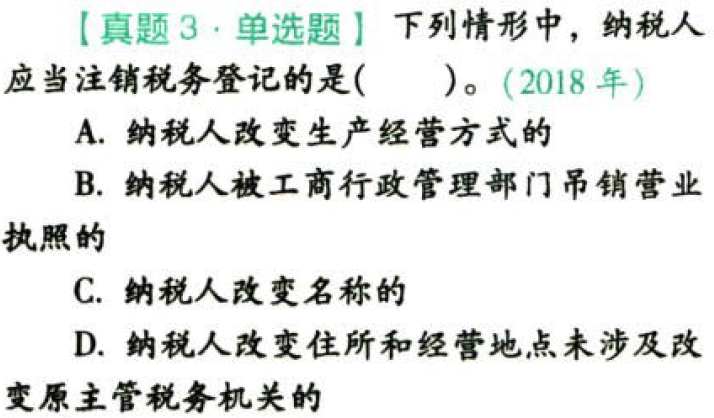 【真题3·单选题】 下列情形中，纳税人
应当注销税务登记的是(　　)。(2018 年)
A. 纳税人改变生产经营方式的
B. 纳税人被工商行政管理部门吊销营业
执照的
C. 纳税人改变名称的
D. 纳税人改变住所和经营地点未涉及改
变原主管税务机关的